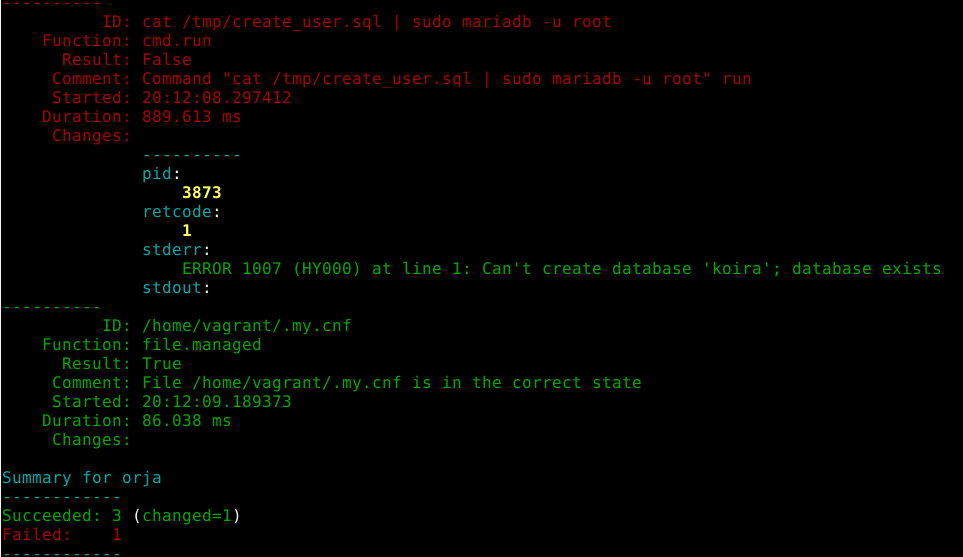 ----------
          ID: cat /tmp/create_user.sql | sudo mariadb -u root
    Function: cmd.run
      Result: False
     Comment: Command "cat /tmp/create_user.sql | sudo mariadb -u root" run
     Started: 20:12:08.297412
    Duration: 889.613 ms
     Changes:
              ----------
              pid:
                  3873
              retcode:
                  1
              stderr:
                  ERROR 1007 (HY000) at line 1: Can't create database 'koira'; database exists
              stdout:
----------
          ID: /home/vagrant/.my.cnf
    Function: file.managed
      Result: True
     Comment: File /home/vagrant/.my.cnf is in the correct state
     Started: 20:12:09.189373
    Duration: 86.038 ms
     Changes:
Summary for orja
------------
Succeeded: 3 (changed=1)
Failed:    1
------------